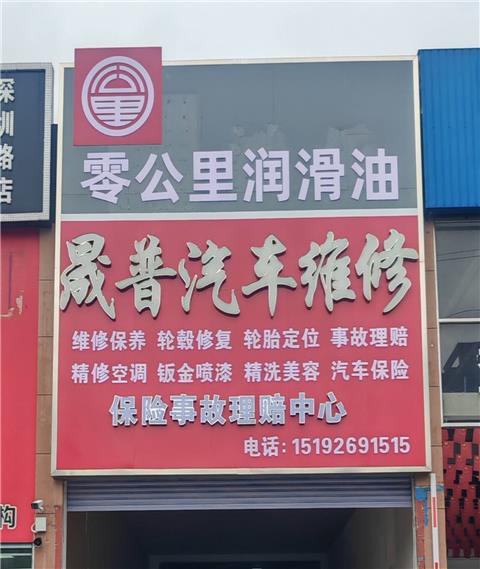 零公里润滑油
晟普汽车维修
维修保养 轮毂修复 轮胎定位 事故理赔
精修空调 钣金喷漆 精洗美容 汽车保险
保险事故理赔中心
电话: 15192691515
深圳路店
构